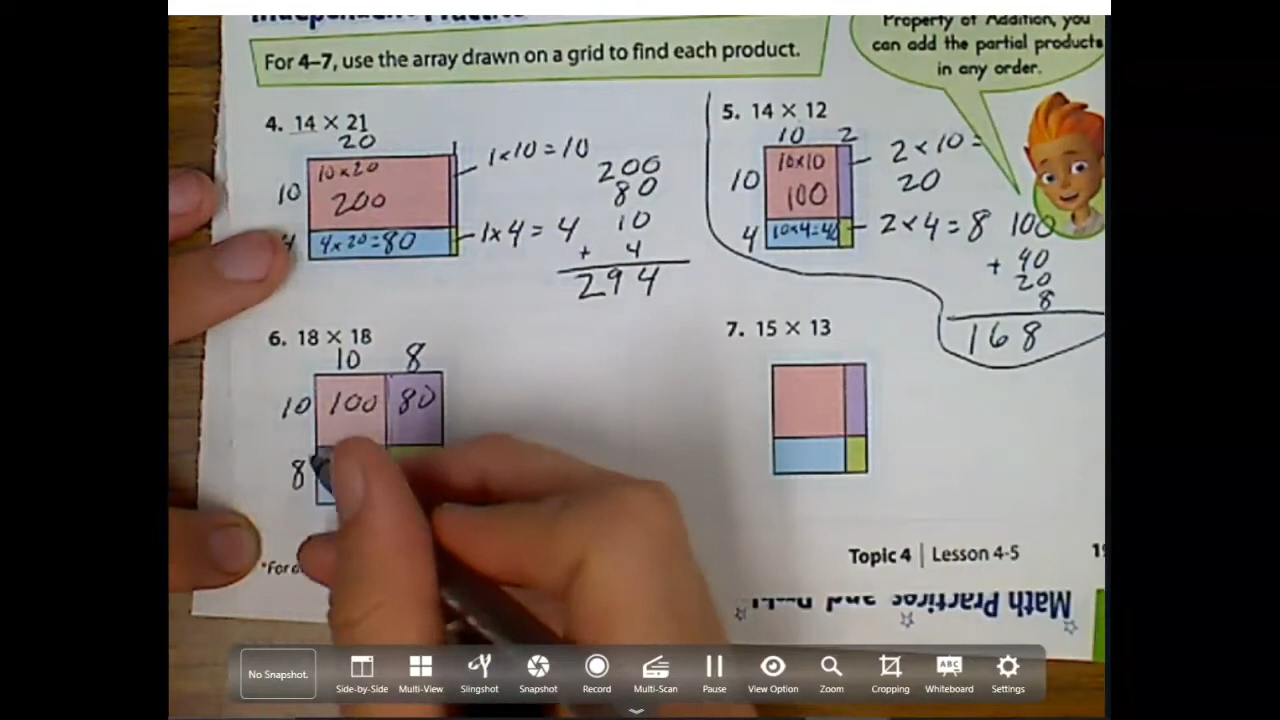 For 4–7, use the array drawn on a grid to find each product.
Property of Addition, you
can add the partial products
in any order.
4. 14 × 21
20 1
10 10×20
200
4 4×20=80
1×10=10
1×4=4
200
80
10
+ 4
294
5. 14 × 12
10 2
10 10×10
100
4 10×4=40
2×10=
20
2×4=8
100
+ 40
20
8
168
6. 18 × 18
10 8
10 100 80
8
7. 15 × 13
Topic 4 | Lesson 4-5
Math Practices and
No Snapshot.
Side-by-Side
Multi-View
Slingshot
Snapshot
Record
Multi-Scan
Pause
View Option
Zoom
Cropping
ABC
Whiteboard
Settings